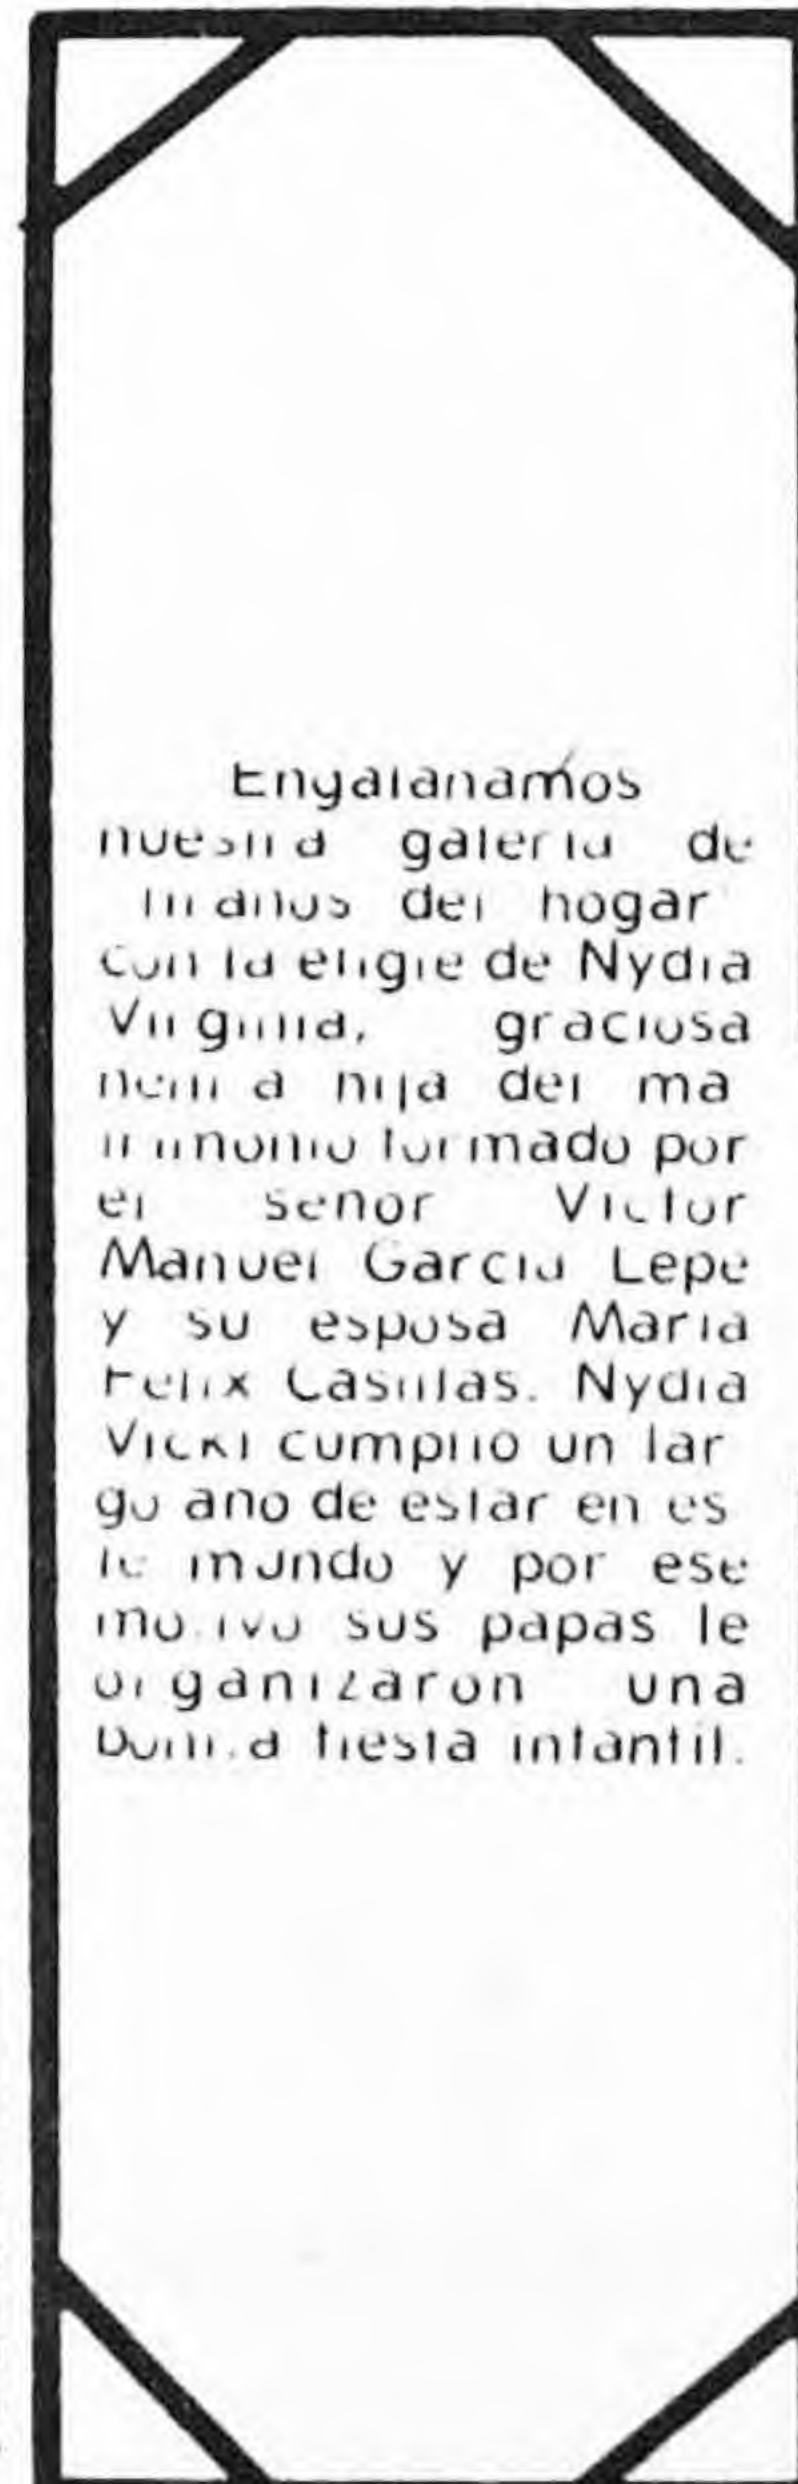 Engalanamos
nuestra galeria de
tiranos del hogar
con la efigie de Nydia
Virginia, graciosa
nenita hija del ma
trimonio formado por
el señor Victor
Manuel Garcia Lepe
y su esposa Maria
Felix Casillas. Nydia
Vicki cumplio un lar
go año de estar en es
te mundo y por ese
motivo sus papas le
organizaron una
bonita fiesta infantil.